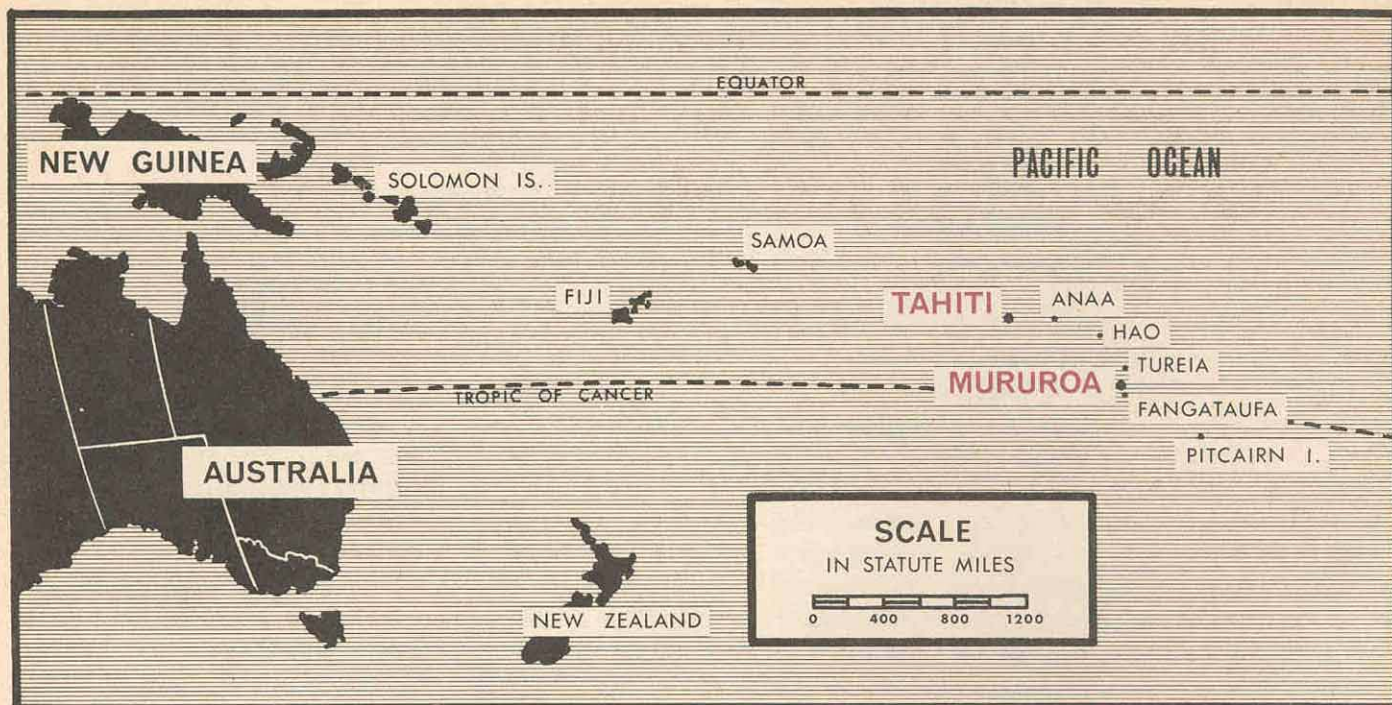 EQUATOR
NEW GUINEA
PACIFIC OCEAN
SOLOMON IS.
SAMOA
FIJI
TAHITI
ANAA
HAO
TUREIA
MURUROA
TROPIC OF CANCER
FANGATAUFA
PITCAIRN I.
AUSTRALIA
SCALE
IN STATUTE MILES
0 400 800 1200
NEW ZEALAND